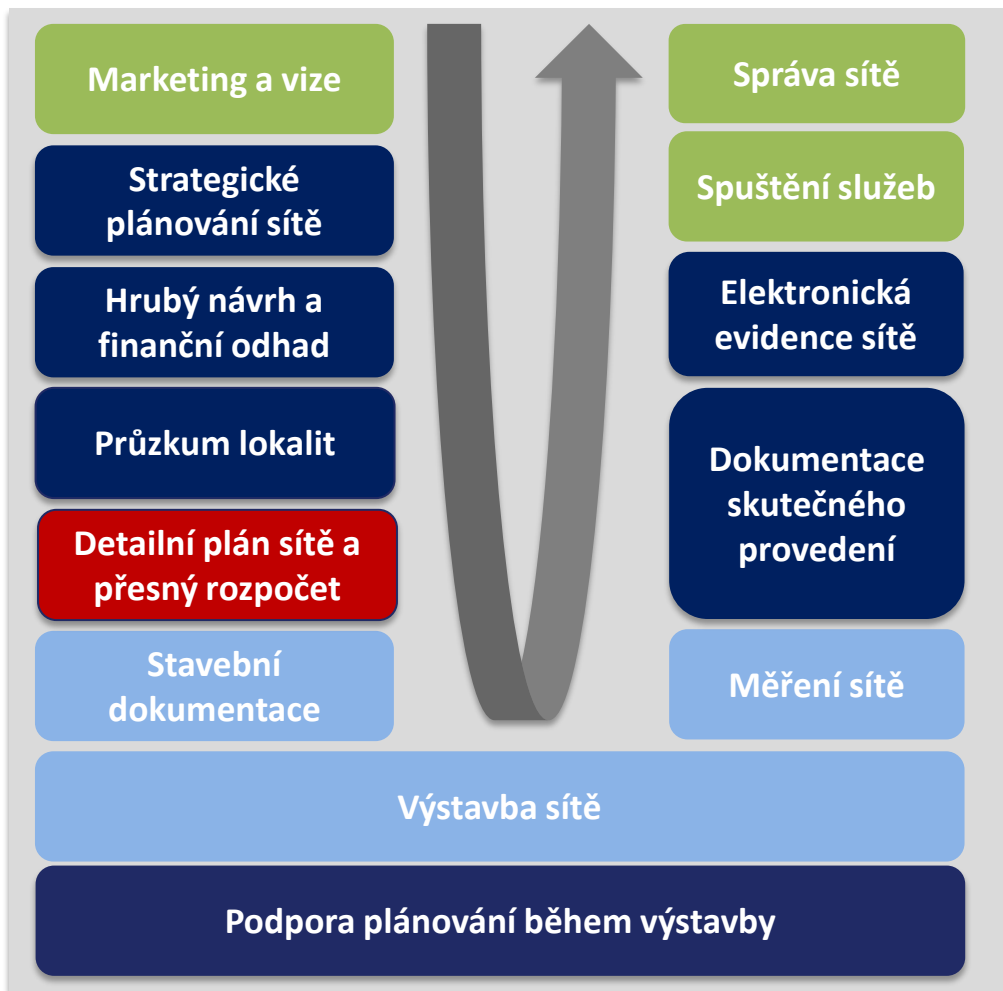 Marketing a vize
Strategické
plánování sítě
Hrubý návrh a
finanční odhad
Průzkum lokalit
Detailní plán sítě a
přesný rozpočet
Stavební
dokumentace
Správa sítě
Spuštění služeb
Elektronická
evidence sítě
Dokumentace
skutečného
provedení
Měření sítě
Výstavba sítě
Podpora plánování během výstavby